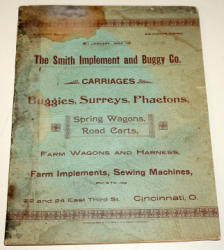 The Smith Implement and Buggy Co.
CARRIAGES
Buggies, Surreys, Phaetons,
Spring Wagons,
Road Carts,
FARM WAGONS AND HARNESS,
Farm Implements, Sewing Machines,
22 and 24 East Third St. Cincinnati, O